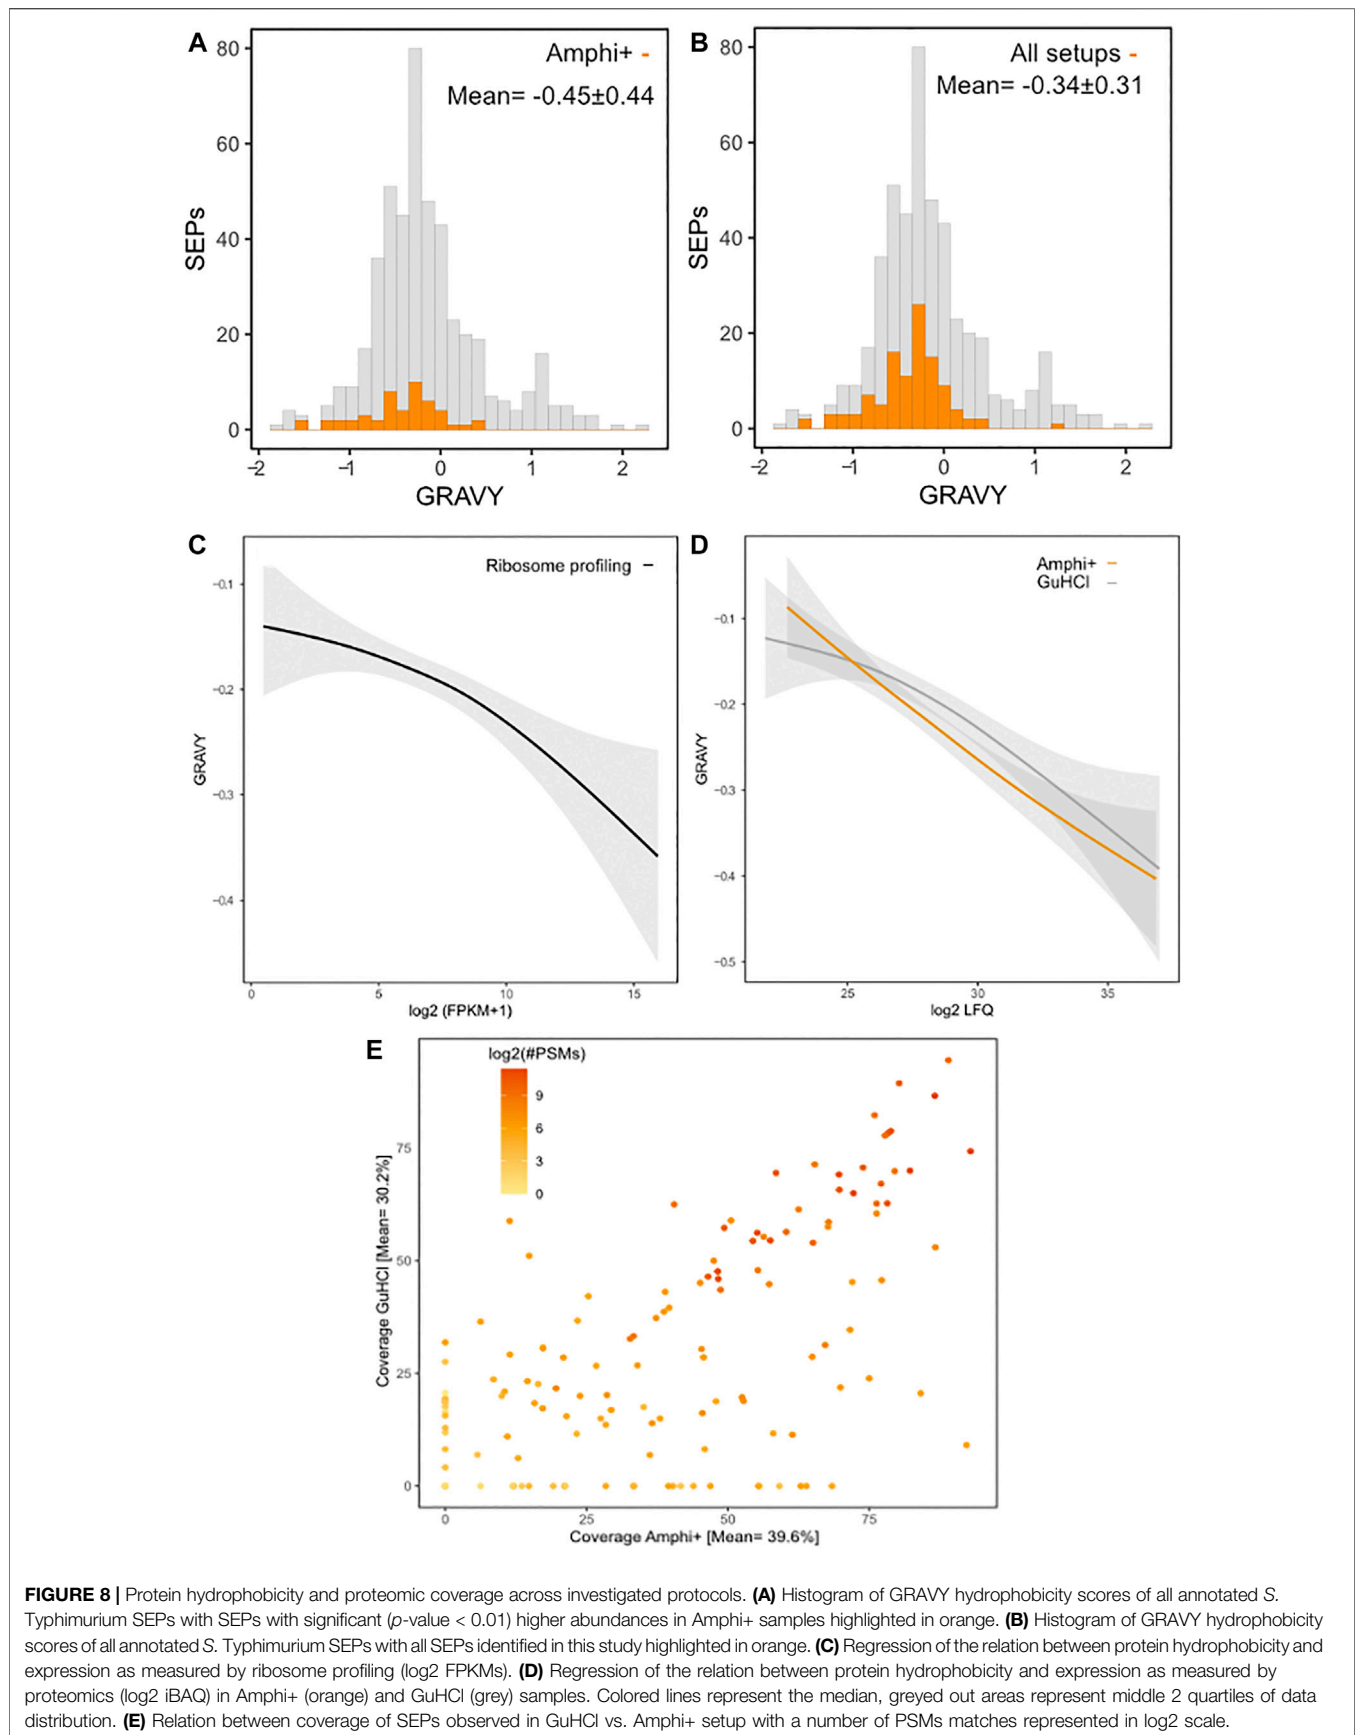 A
Amphi+ -
Mean= -0.45±0.44
80
60
40
20
0
SEPs
−2 −1 0 1 2
GRAVY
B
All setups -
Mean= -0.34±0.31
80
60
40
20
0
SEPs
−2 −1 0 1 2
GRAVY
C
Ribosome profiling
−0.1
−0.2
−0.3
−0.4
GRAVY
0 5 10 15
log2 (FPKM+1)
D
Amphi+
GuHCl
−0.1
−0.2
−0.3
−0.4
−0.5
GRAVY
25 30 35
log2 LFQ
E
log2(#PSMs)
9
6
3
0
75
50
25
0
Coverage GuHCl [Mean= 30.2%]
0 25 50 75
Coverage Amphi+ [Mean= 39.6%]
FIGURE 8 | Protein hydrophobicity and proteomic coverage across investigated protocols. (A) Histogram of GRAVY hydrophobicity scores of all annotated S.
Typhimurium SEPs with SEPs with significant (p-value < 0.01) higher abundances in Amphi+ samples highlighted in orange. (B) Histogram of GRAVY hydrophobicity
scores of all annotated S. Typhimurium SEPs with all SEPs identified in this study highlighted in orange. (C) Regression of the relation between protein hydrophobicity and
expression as measured by ribosome profiling (log2 FPKMs). (D) Regression of the relation between protein hydrophobicity and expression as measured by
proteomics (log2 iBAQ) in Amphi+ (orange) and GuHCl (grey) samples. Colored lines represent the median, greyed out areas represent middle 2 quartiles of data
distribution. (E) Relation between coverage of SEPs observed in GuHCl vs. Amphi+ setup with a number of PSMs matches represented in log2 scale.